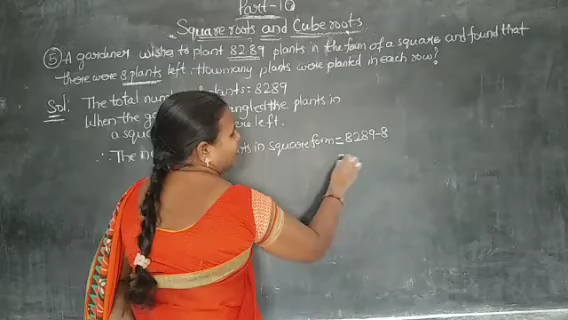 Part-10
Square roots and Cube roots
⑤ A gardiner wishes to plant 8289 plants in the form of a square and found that
there were 8 plants left. How many plants were planted in each row?
Sol: The total num plants = 8289
When the g angled the plants in
a squ re left.
∴ The n ts in square form = 8289-8